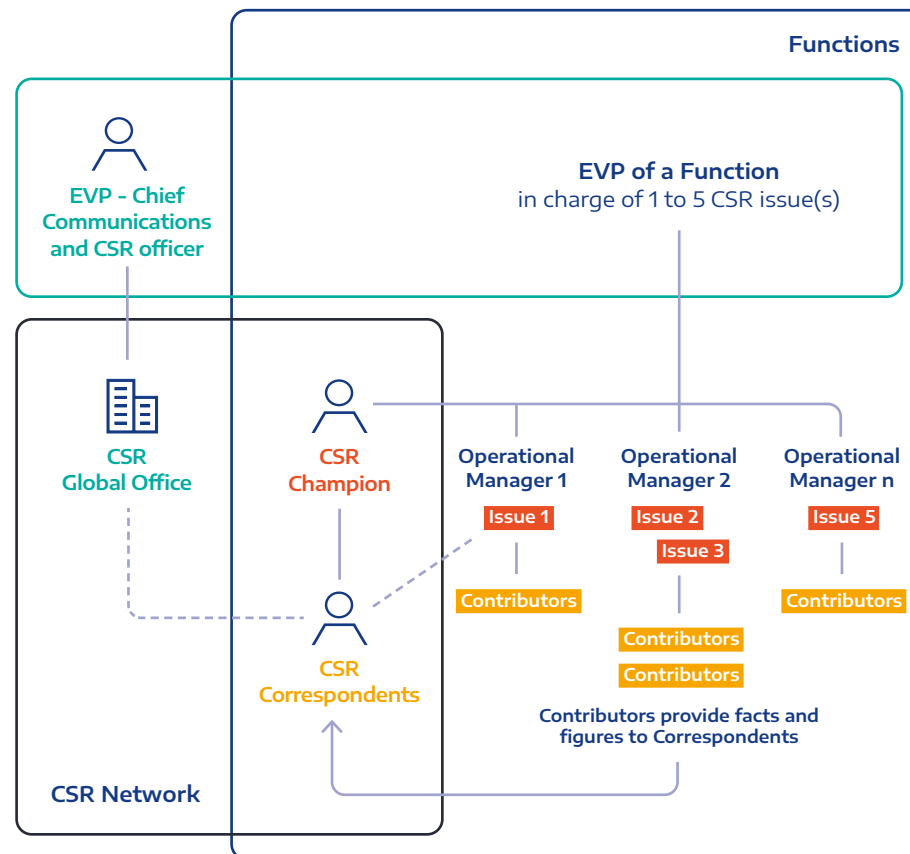 Functions
EVP - Chief
Communications
and CSR officer
EVP of a Function
in charge of 1 to 5 CSR issue(s)
CSR
Global Office
CSR
Champion
Operational
Manager 1
Issue 1
Contributors
Operational
Manager 2
Issue 2
Issue 3
Contributors
Contributors
Operational
Manager n
Issue 5
Contributors
CSR
Correspondents
Contributors provide facts and
figures to Correspondents
CSR Network